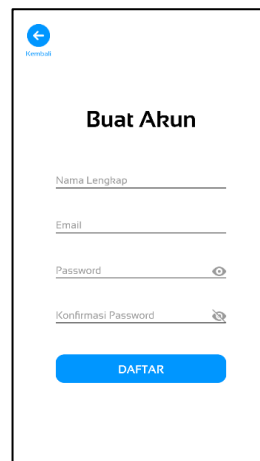 Kembali
Buat Akun
Nama Lengkap
Email
Password
Konfirmasi Password
DAFTAR